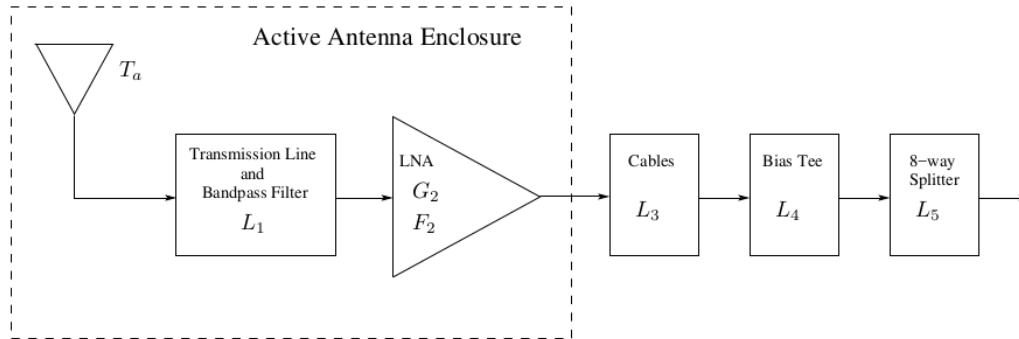 Active Antenna Enclosure
T_a
Transmission Line
and
Bandpass Filter
L_1
LNA
G_2
F_2
Cables
L_3
Bias Tee
L_4
8-way
Splitter
L_5